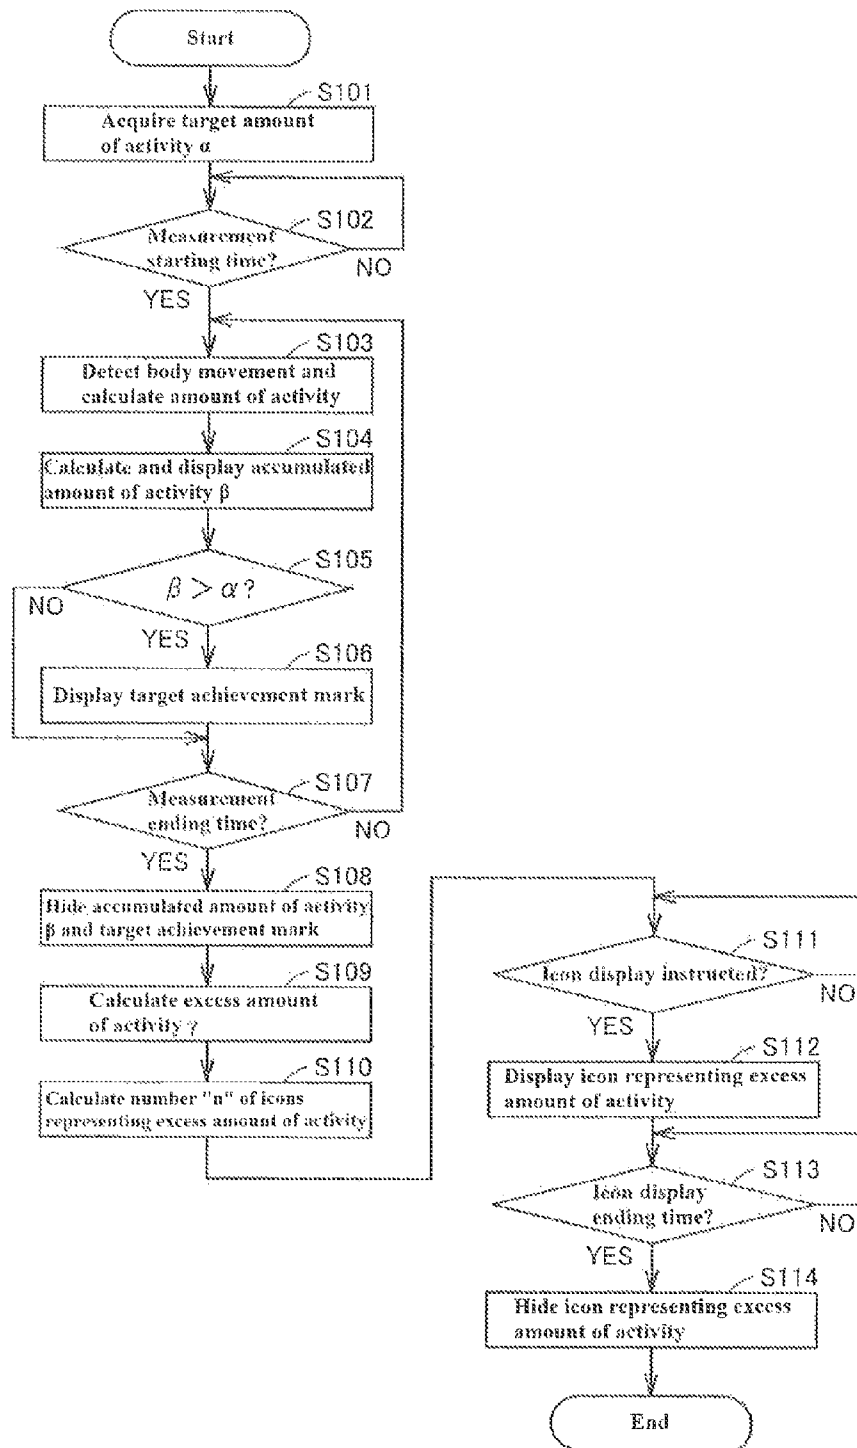 Start
S101
Acquire target amount
of activity α
S102
Measurement
starting time?
NO
YES
S103
Detect body movement and
calculate amount of activity
S104
Calculate and display accumulated
amount of activity β
S105
β > α ?
NO
YES
S106
Display target achievement mark
S107
Measurement
ending time?
NO
YES
S108
Hide accumulated amount of activity
β and target achievement mark
S109
Calculate excess amount
of activity γ
S110
Calculate number "n" of icons
representing excess amount of activity
S111
Icon display instructed?
NO
YES
S112
Display icon representing excess
amount of activity
S113
Icon display
ending time?
NO
YES
S114
Hide icon representing excess
amount of activity
End